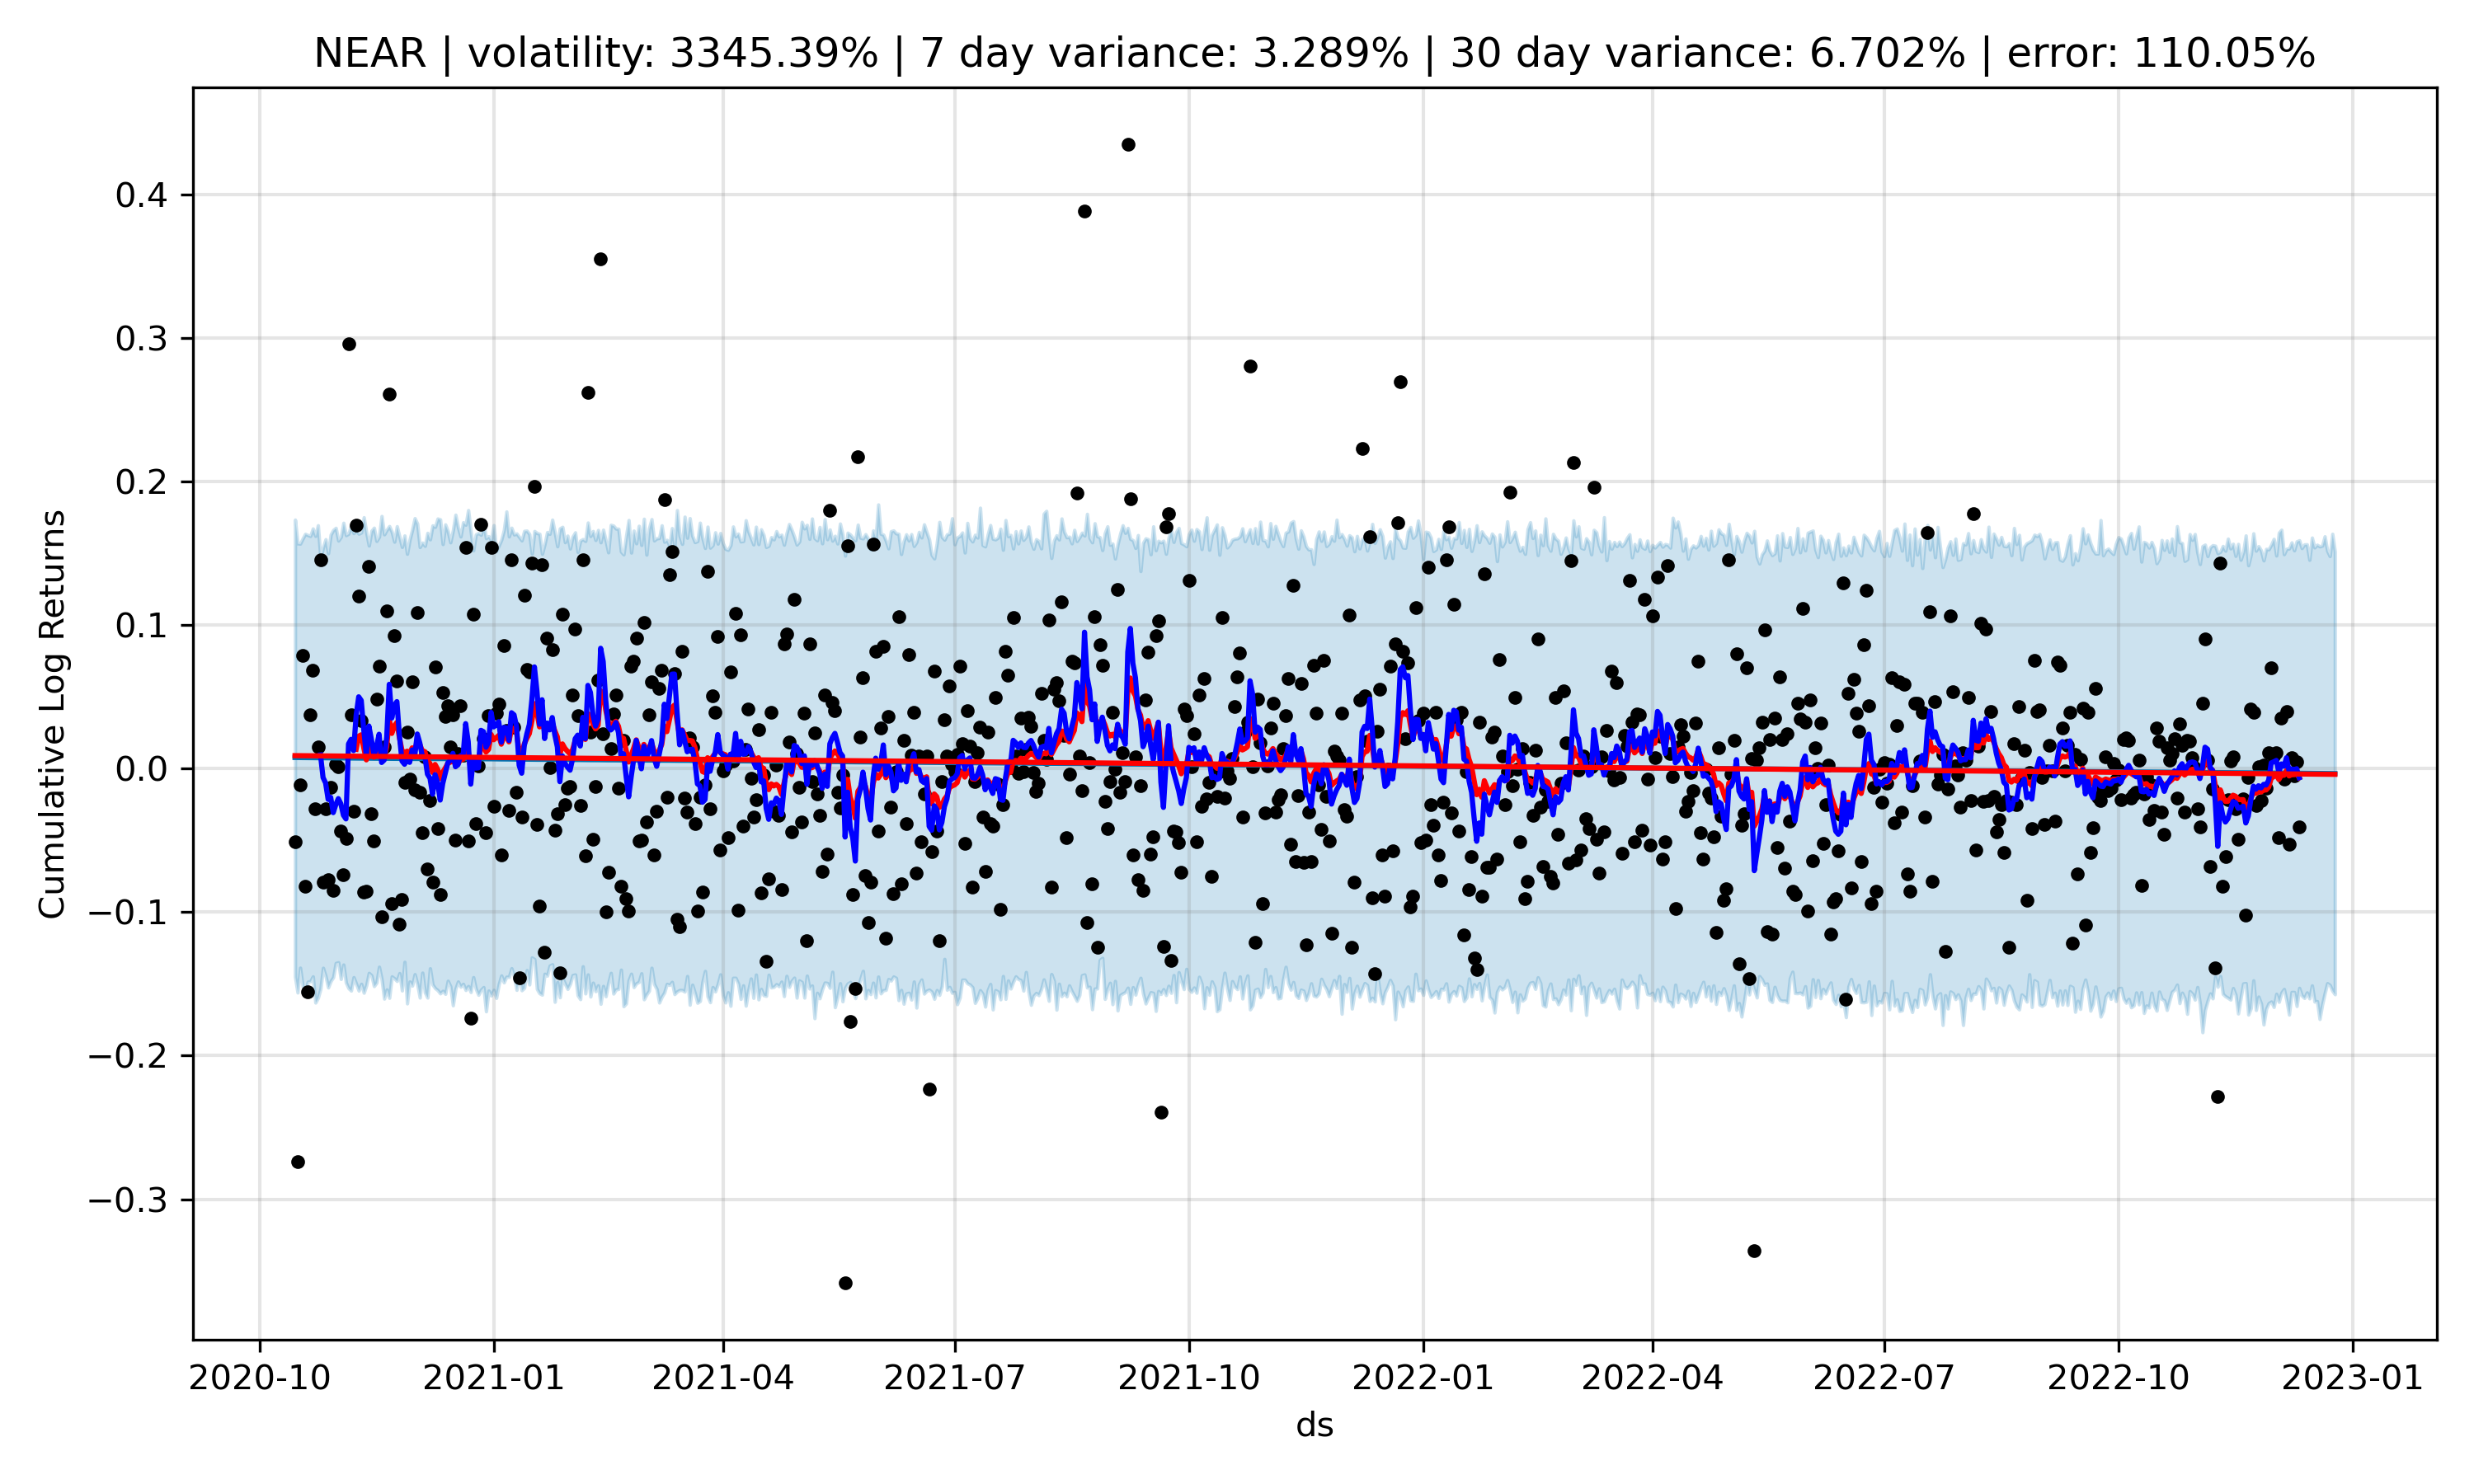 NEAR | volatility: 3345.39% | 7 day variance: 3.289% | 30 day variance: 6.702% | error: 110.05%
Cumulative Log Returns
0.4
0.3
0.2
0.1
0.0
−0.1
−0.2
−0.3
2020-10 2021-01 2021-04 2021-07 2021-10 2022-01 2022-04 2022-07 2022-10 2023-01
ds